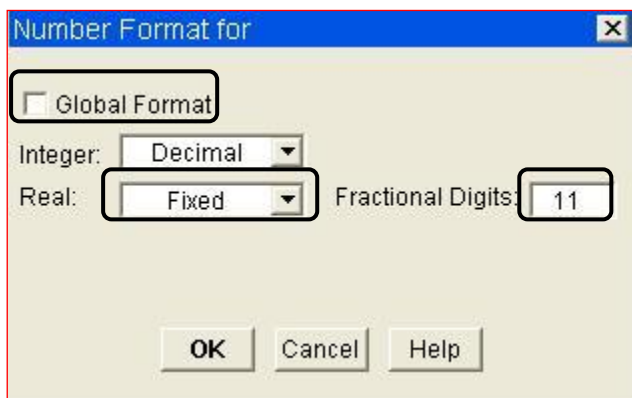 Number Format for
Global Format
Integer: Decimal
Real: Fixed Fractional Digits: 11
OK Cancel Help